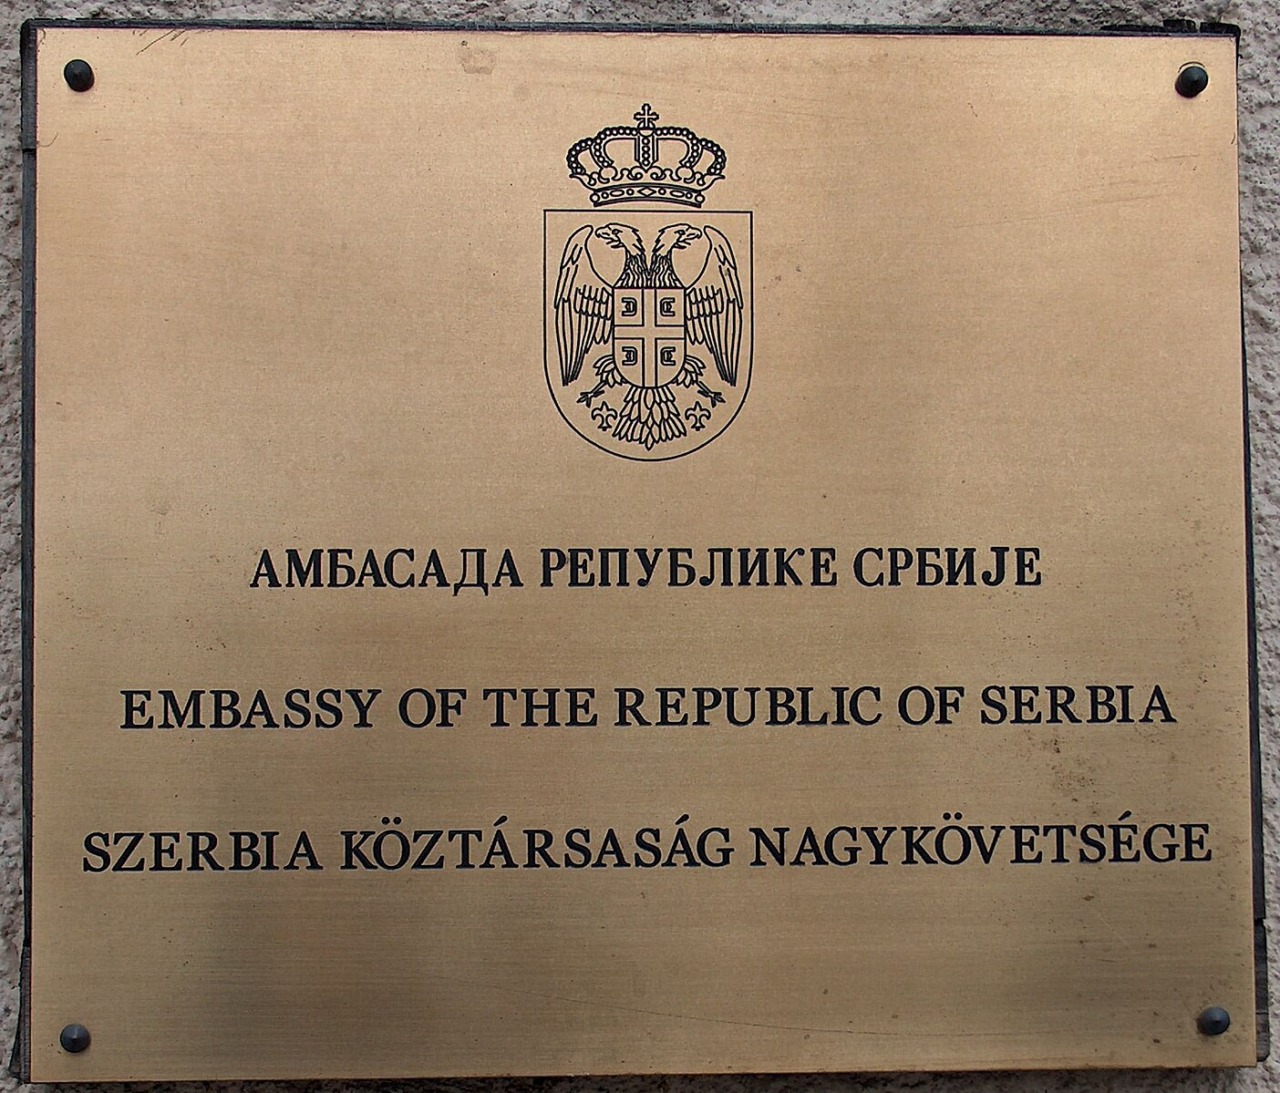 АМБАСАДА РЕПУБЛИКЕ СРБИЈЕ
EMBASSY OF THE REPUBLIC OF SERBIA
SZERBIA KÖZTÁRSASÁG NAGYKÖVETSÉGE